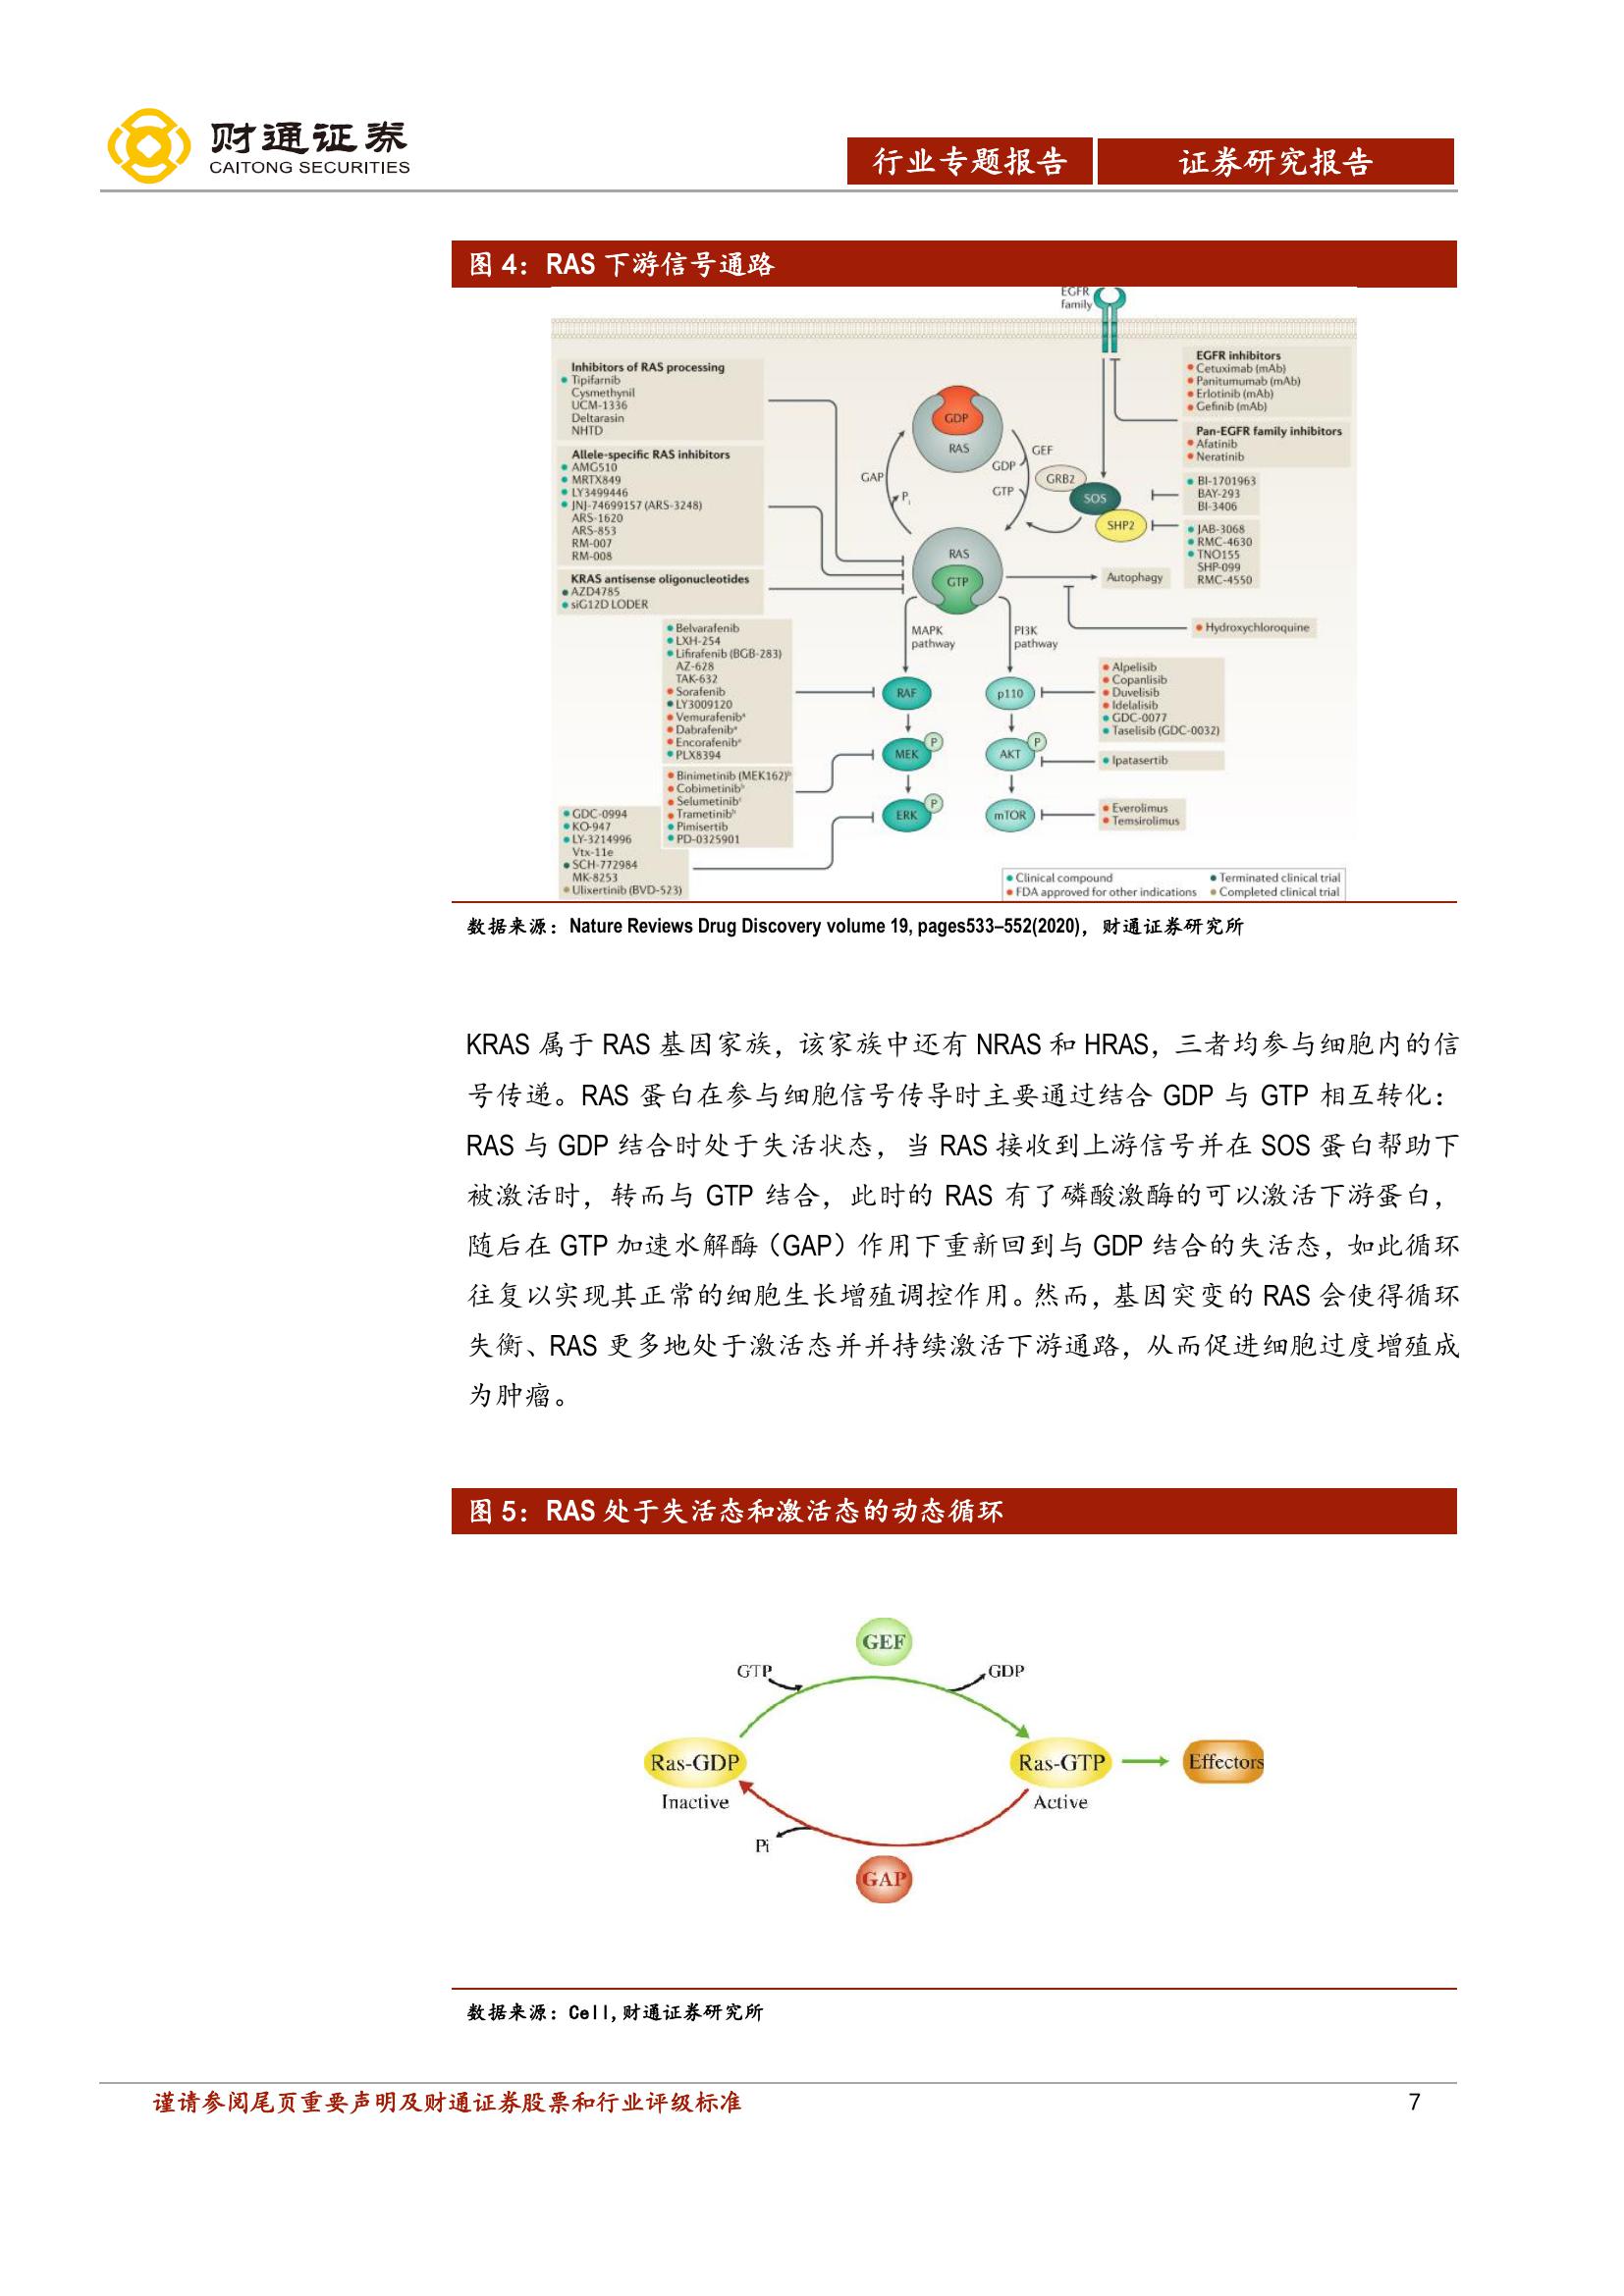 财通证券
CAITONG SECURITIES
行业专题报告 证券研究报告
图 4：RAS 下游信号通路
EGFR
family
Inhibitors of RAS processing
Tipifarnib
Cysmethynil
UCM-1336
Deltarasin
NHTD
Allele-specific RAS inhibitors
AMG510
MRTX849
LY3499446
JNJ-74699157 (ARS-3248)
ARS-1620
ARS-853
RM-007
RM-008
KRAS antisense oligonucleotides
AZD4785
siG12D LODER
Belvarafenib
LXH-254
Lifirafenib (BGB-283)
AZ-628
TAK-632
Sorafenib
LY3009120
Vemurafenibᵃ
Dabrafenibᵃ
Encorafenibᵃ
PLX8394
Binimetinib (MEK162)ᵇ
Cobimetinibᵇ
Selumetinibᶜ
Trametinibᵇ
Pimisertib
PD-0325901
GDC-0994
KO-947
LY-3214996
Vtx-11e
SCH-772984
MK-8253
Ulixertinib (BVD-523)
GDP
RAS
GEF
GDP
GTP
GAP
Pi
GRB2
SOS
SHP2
RAS
GTP
Autophagy
MAPK
pathway
PI3K
pathway
RAF
p110
MEK
P
AKT
P
ERK
P
mTOR
EGFR inhibitors
Cetuximab (mAb)
Panitumumab (mAb)
Erlotinib (mAb)
Gefinib (mAb)
Pan-EGFR family inhibitors
Afatinib
Neratinib
BI-1701963
BAY-293
BI-3406
JAB-3068
RMC-4630
TNO155
SHP-099
RMC-4550
Hydroxychloroquine
Alpelisib
Copanlisib
Duvelisib
Idelalisib
GDC-0077
Taselisib (GDC-0032)
Ipatasertib
Everolimus
Temsirolimus
Clinical compound
Terminated clinical trial
FDA approved for other indications
Completed clinical trial
数据来源：Nature Reviews Drug Discovery volume 19, pages533–552(2020)，财通证券研究所
KRAS 属于 RAS 基因家族，该家族中还有 NRAS 和 HRAS，三者均参与细胞内的信
号传递。RAS 蛋白在参与细胞信号传导时主要通过结合 GDP 与 GTP 相互转化：
RAS 与 GDP 结合时处于失活状态，当 RAS 接收到上游信号并在 SOS 蛋白帮助下
被激活时，转而与 GTP 结合，此时的 RAS 有了磷酸激酶的可以激活下游蛋白，
随后在 GTP 加速水解酶（GAP）作用下重新回到与 GDP 结合的失活态，如此循环
往复以实现其正常的细胞生长增殖调控作用。然而，基因突变的 RAS 会使得循环
失衡、RAS 更多地处于激活态并并持续激活下游通路，从而促进细胞过度增殖成
为肿瘤。
图 5：RAS 处于失活态和激活态的动态循环
GEF
GTP
GDP
Ras-GDP
Ras-GTP
Effectors
Inactive
Active
Pi
GAP
数据来源：Cell,财通证券研究所
谨请参阅尾页重要声明及财通证券股票和行业评级标准 7